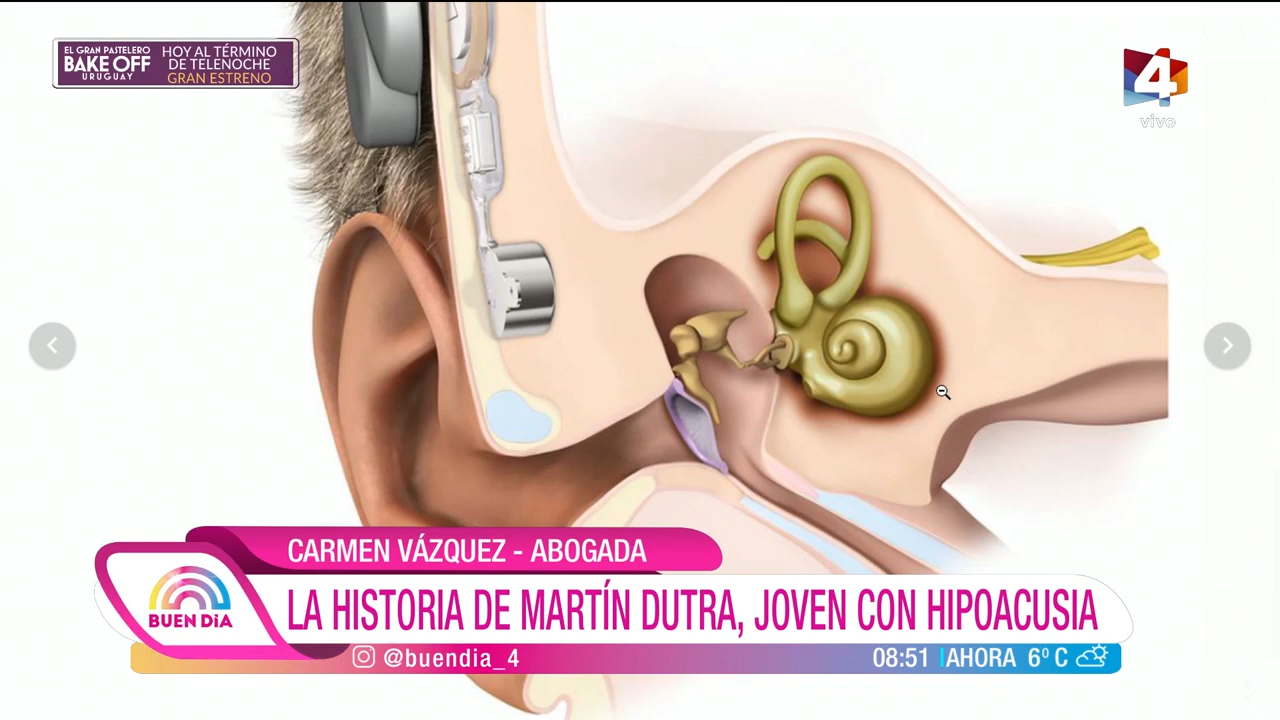 EL GRAN PASTELERO
BAKE OFF
URUGUAY
HOY AL TÉRMINO
DE TELENOCHE
GRAN ESTRENO
4
vivo
CARMEN VÁZQUEZ - ABOGADA
BUEN DíA
LA HISTORIA DE MARTÍN DUTRA, JOVEN CON HIPOACUSIA
@buendia_4
08:51 AHORA 6º C